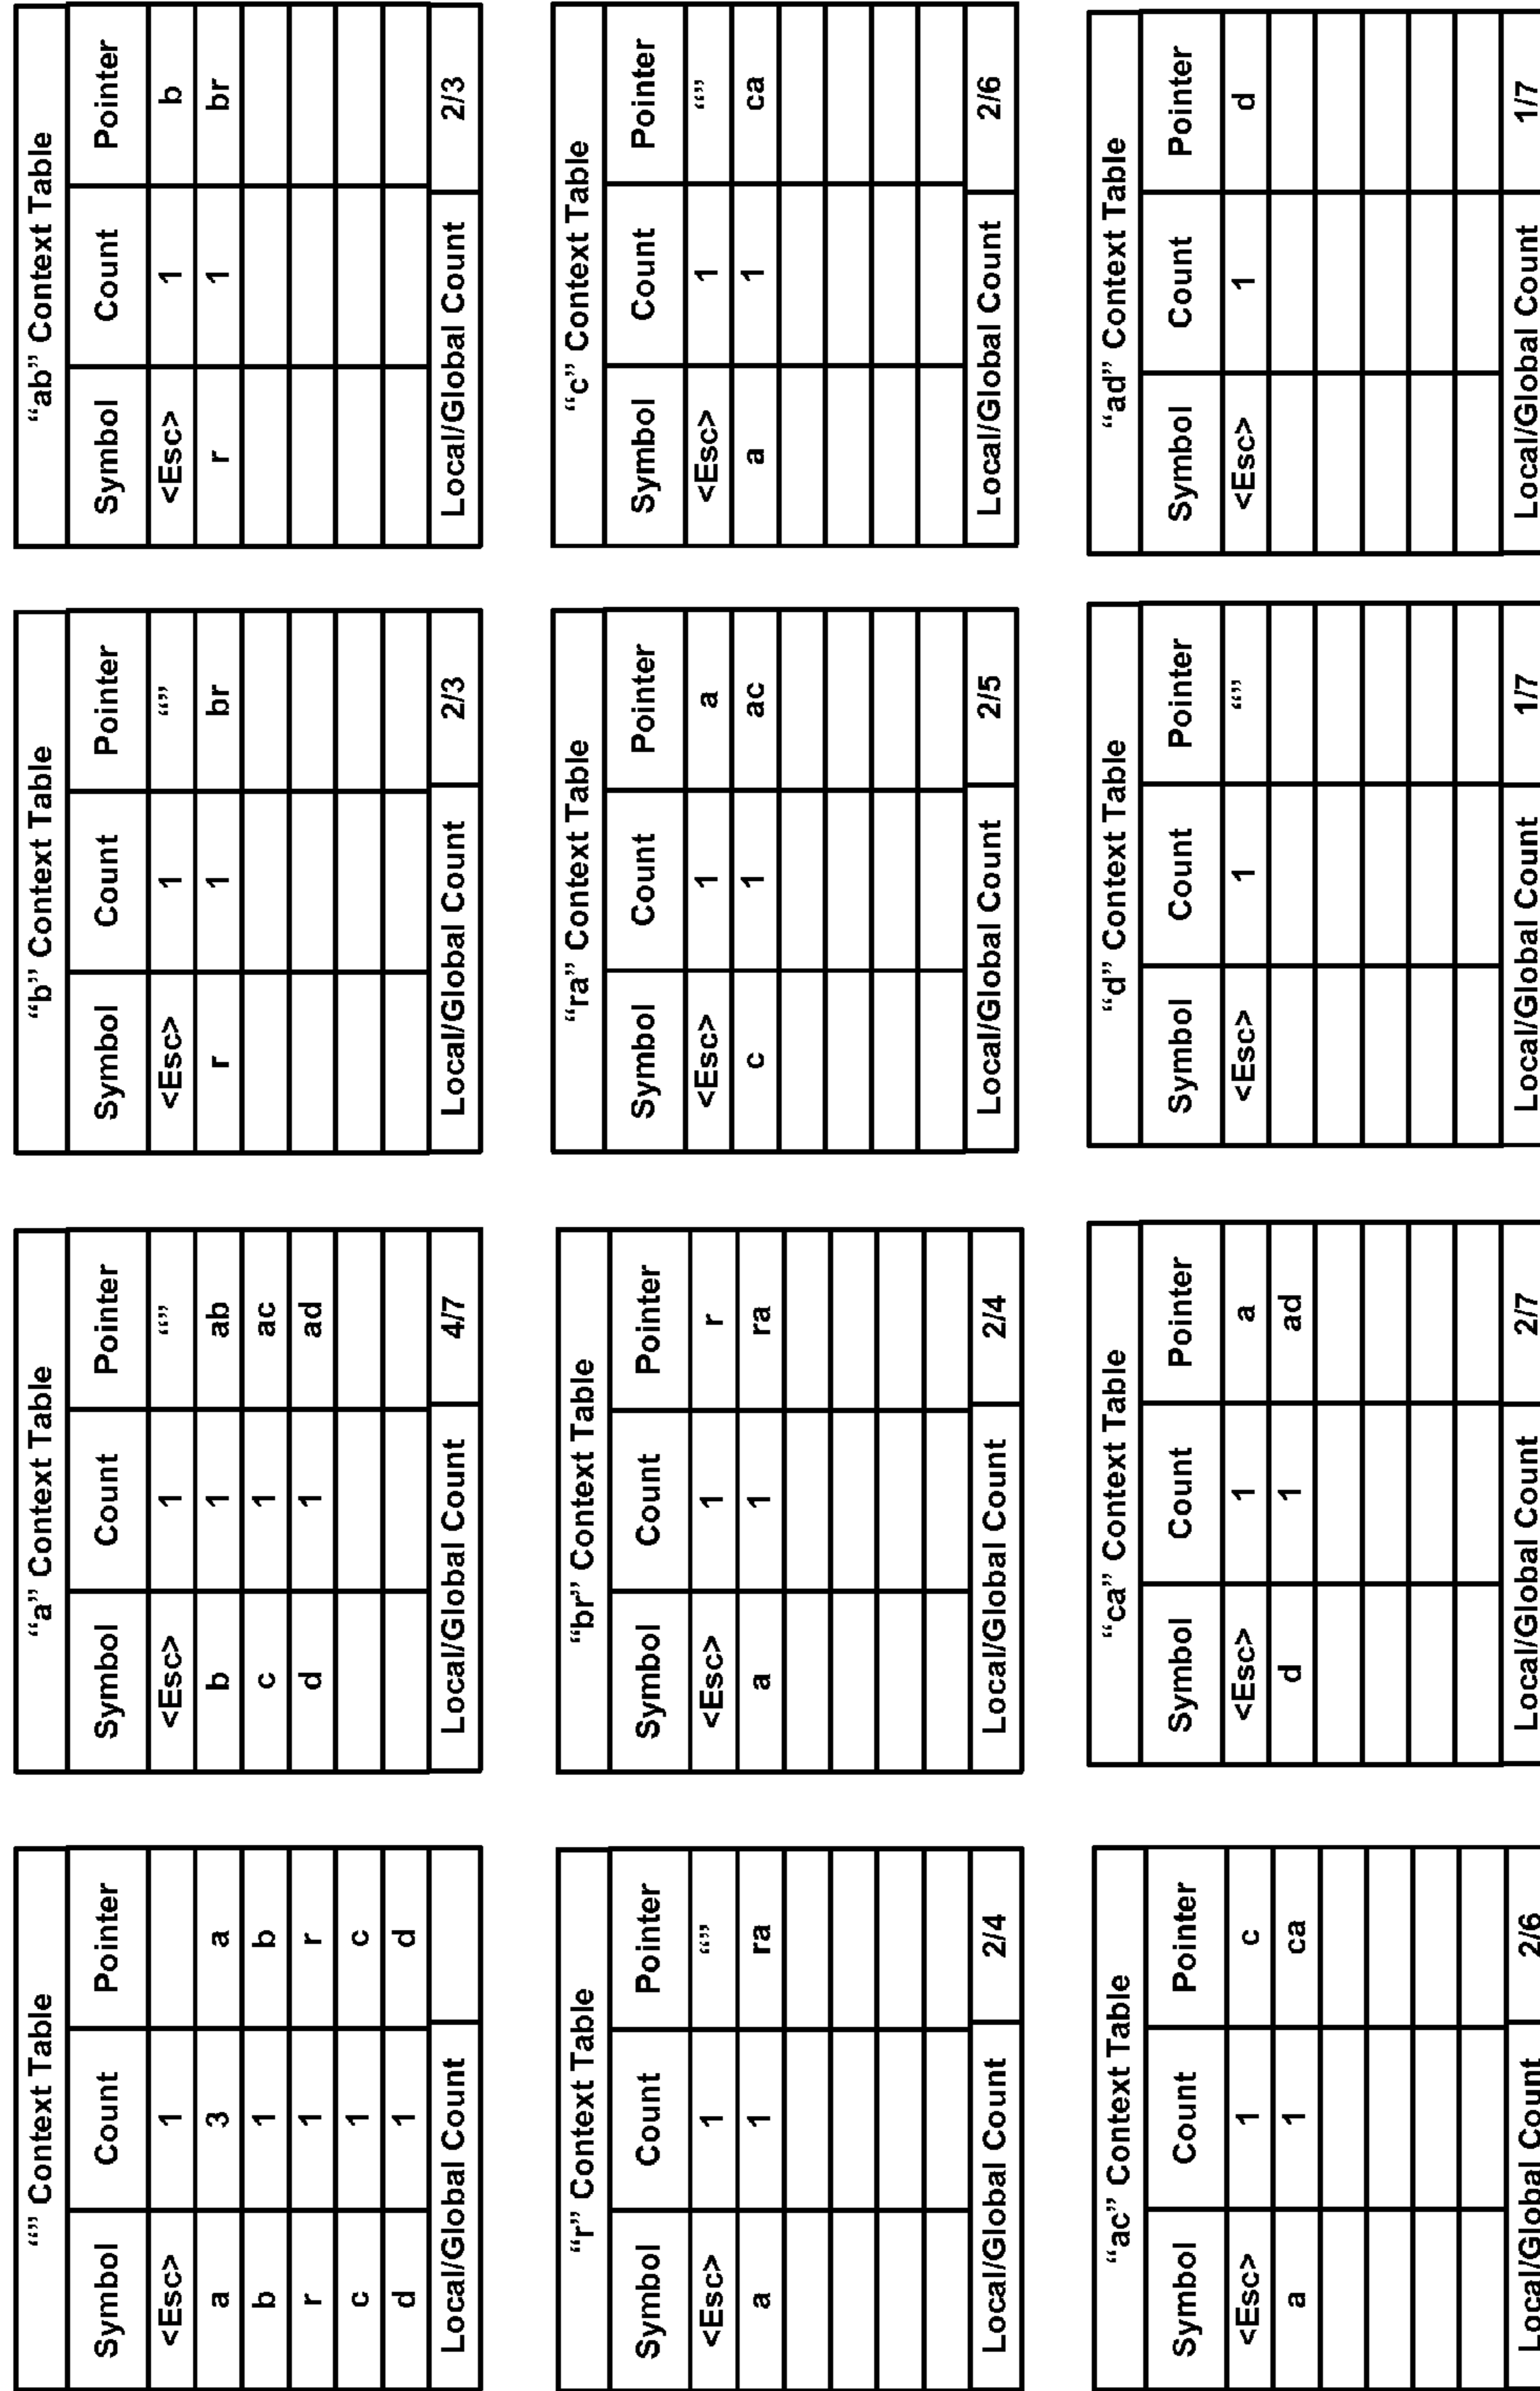 “” Context Table
Symbol Count Pointer
<Esc> 1
a 3 a
b 1 b
r 1 r
c 1 c
d 1 d
Local/Global Count
“a” Context Table
Symbol Count Pointer
<Esc> 1 “”
b 1 ab
c 1 ac
d 1 ad
Local/Global Count 4/7
“b” Context Table
Symbol Count Pointer
<Esc> 1 “”
r 1 br
Local/Global Count 2/3
“ab” Context Table
Symbol Count Pointer
<Esc> 1 b
r 1 br
Local/Global Count 2/3
“r” Context Table
Symbol Count Pointer
<Esc> 1 “”
a 1 ra
Local/Global Count 2/4
“br” Context Table
Symbol Count Pointer
<Esc> 1 r
a 1 ra
Local/Global Count 2/4
“ra” Context Table
Symbol Count Pointer
<Esc> 1 a
c 1 ac
Local/Global Count 2/5
“c” Context Table
Symbol Count Pointer
<Esc> 1 “”
a 1 ca
Local/Global Count 2/6
“ac” Context Table
Symbol Count Pointer
<Esc> 1 c
a 1 ca
Local/Global Count 2/6
“ca” Context Table
Symbol Count Pointer
<Esc> 1 a
d 1 ad
Local/Global Count 2/7
“d” Context Table
Symbol Count Pointer
<Esc> 1 “”
Local/Global Count 1/7
“ad” Context Table
Symbol Count Pointer
<Esc> 1 d
Local/Global Count 1/7